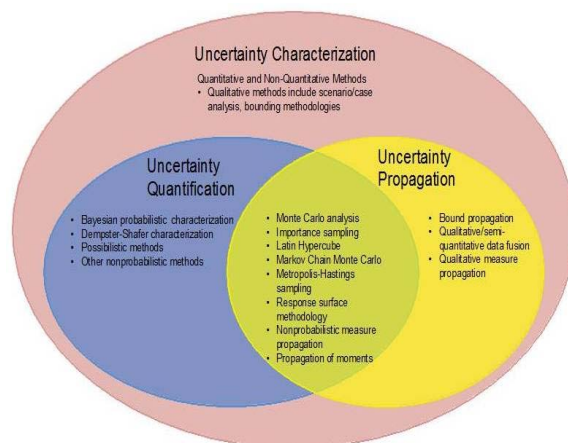 Uncertainty Characterization
Quantitative and Non-Quantitative Methods
• Qualitative methods include scenario/case
analysis, bounding methodologies
Uncertainty
Quantification
• Bayesian probabilistic characterization
• Dempster-Shafer characterization
• Possibilistic methods
• Other nonprobabilistic methods
• Monte Carlo analysis
• Importance sampling
• Latin Hypercube
• Markov Chain Monte Carlo
• Metropolis-Hastings
sampling
• Response surface
methodology
• Nonprobabilistic measure
propagation
• Propagation of moments
Uncertainty
Propagation
• Bound propagation
• Qualitative/semi-
quantitative data fusion
• Qualitative measure
propagation